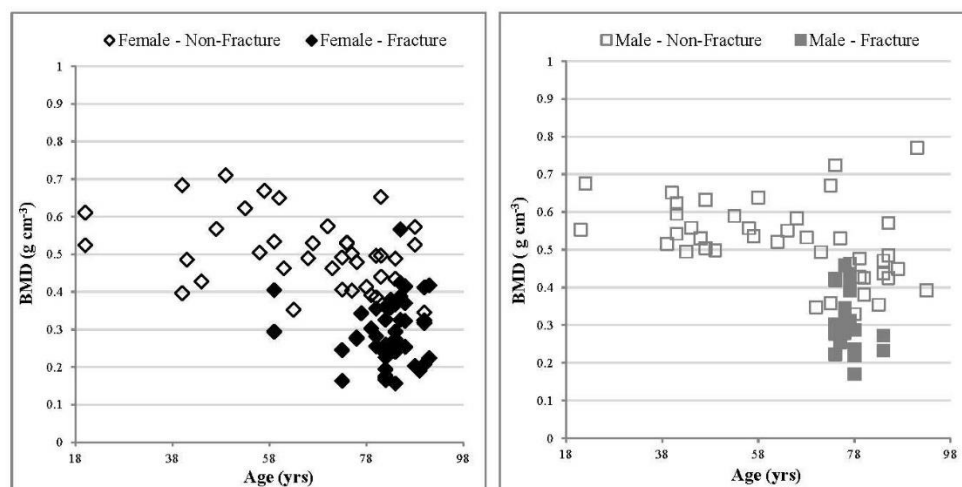 Female - Non-Fracture Female - Fracture
1
0.9
0.8
0.7
0.6
0.5
0.4
0.3
0.2
0.1
0
BMD (g cm-3)
18 38 58 78 98
Age (yrs)
Male - Non-Fracture Male - Fracture
1
0.9
0.8
0.7
0.6
0.5
0.4
0.3
0.2
0.1
0
BMD ( g cm-3)
18 38 58 78 98
Age (yrs)